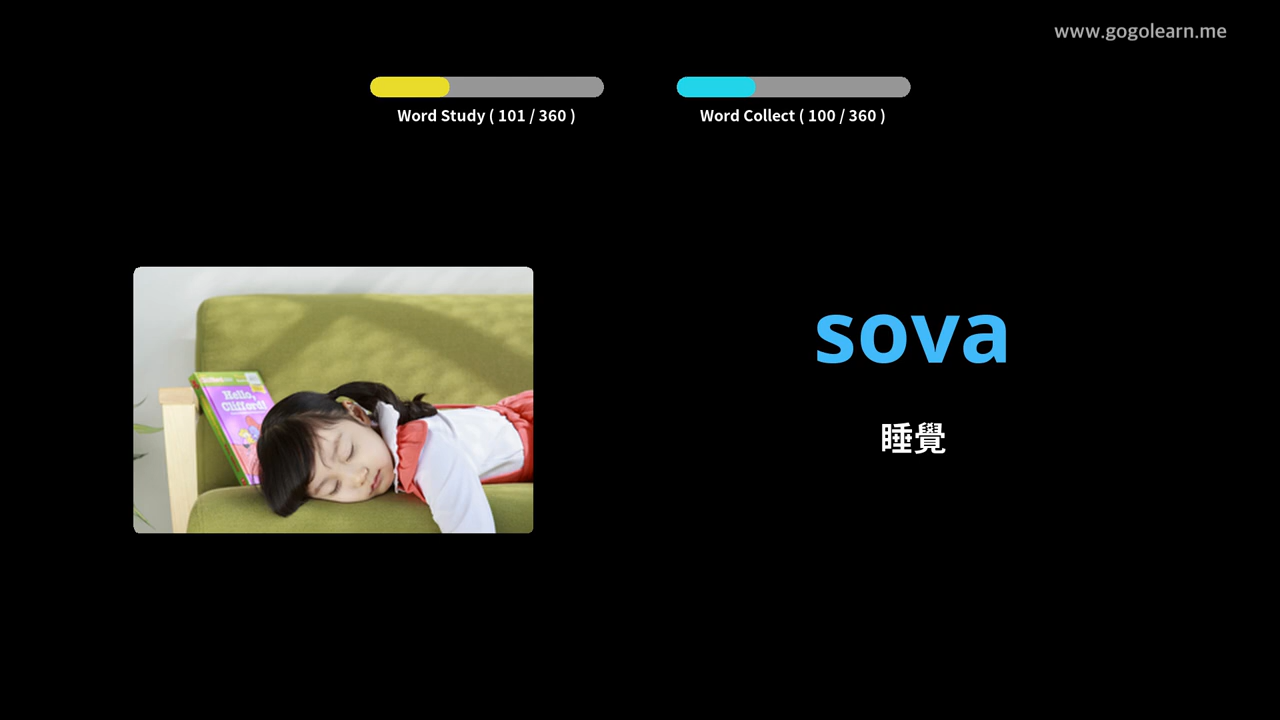 www.gogolearn.me
Word Study ( 101 / 360 )
Word Collect ( 100 / 360 )
Hello,
Clifford!
sova
睡覺